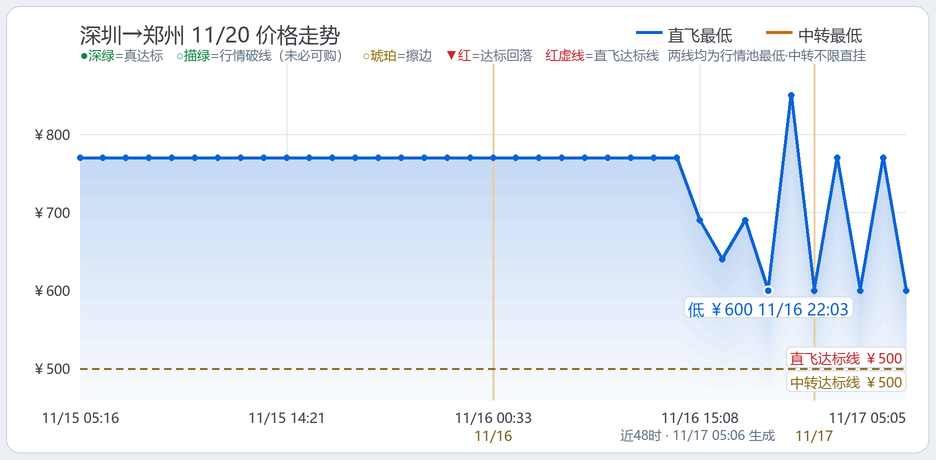 深圳→郑州 11/20 价格走势
直飞最低 中转最低
●深绿=真达标 ○描绿=行情破线（未必可购） ○琥珀=擦边 ▼红=达标回落 红虚线=直飞达标线 两线均为行情池最低·中转不限直挂
￥800
￥700
￥600
￥500
低 ￥600 11/16 22:03
直飞达标线 ￥500
中转达标线 ￥500
11/15 05:16 11/15 14:21 11/16 00:33 11/16 15:08 11/17 05:05
11/16 近48时 · 11/17 05:06 生成 11/17